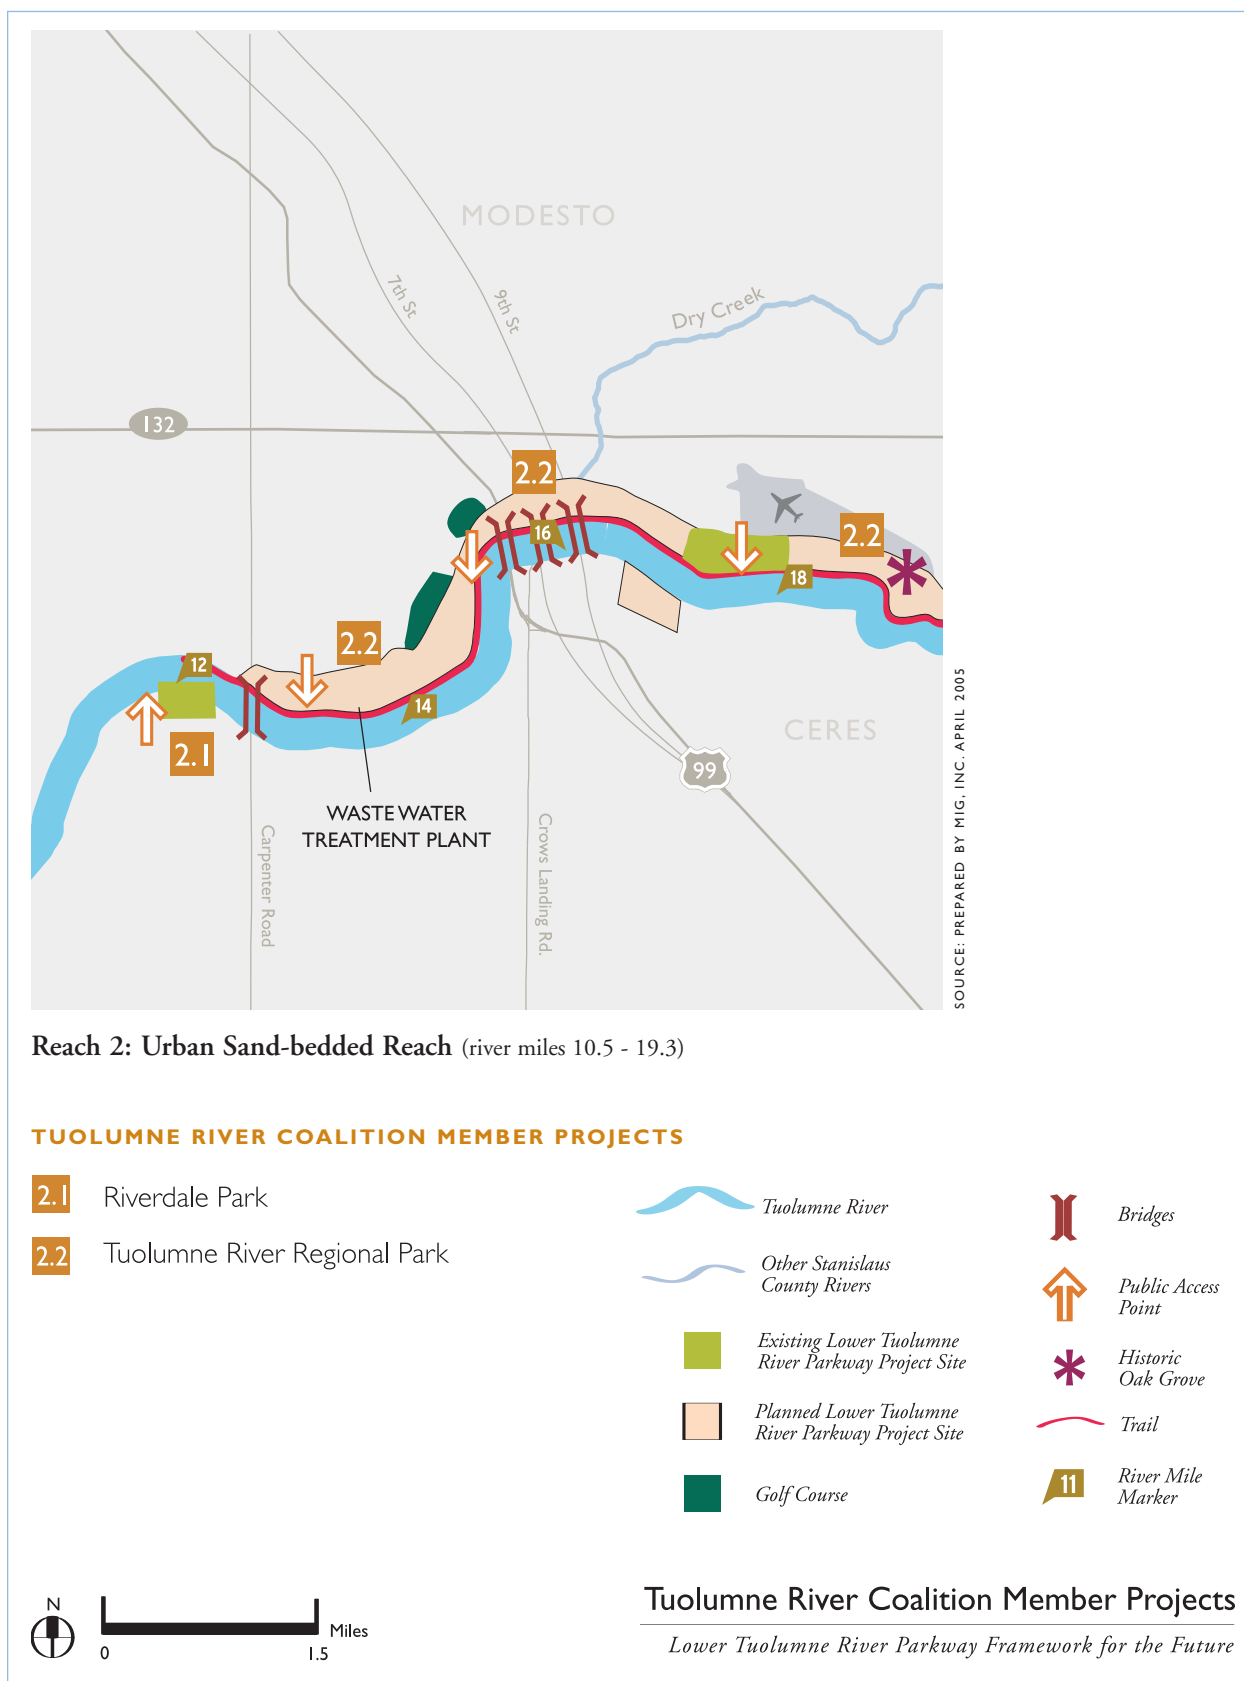 MODESTO
7th St
9th St
Dry Creek
132
2.2
16
2.2
18
2.2
12
14
2.1
CERES
99
WASTE WATER
TREATMENT PLANT
Carpenter Road
Crows Landing Rd.
SOURCE: PREPARED BY MIG, INC. APRIL 2005
Reach 2: Urban Sand-bedded Reach (river miles 10.5 - 19.3)
TUOLUMNE RIVER COALITION MEMBER PROJECTS
2.1 Riverdale Park
2.2 Tuolumne River Regional Park
Tuolumne River
Other Stanislaus
County Rivers
Existing Lower Tuolumne
River Parkway Project Site
Planned Lower Tuolumne
River Parkway Project Site
Golf Course
Bridges
Public Access
Point
Historic
Oak Grove
Trail
11
River Mile
Marker
N
Miles
0 1.5
Tuolumne River Coalition Member Projects
Lower Tuolumne River Parkway Framework for the Future